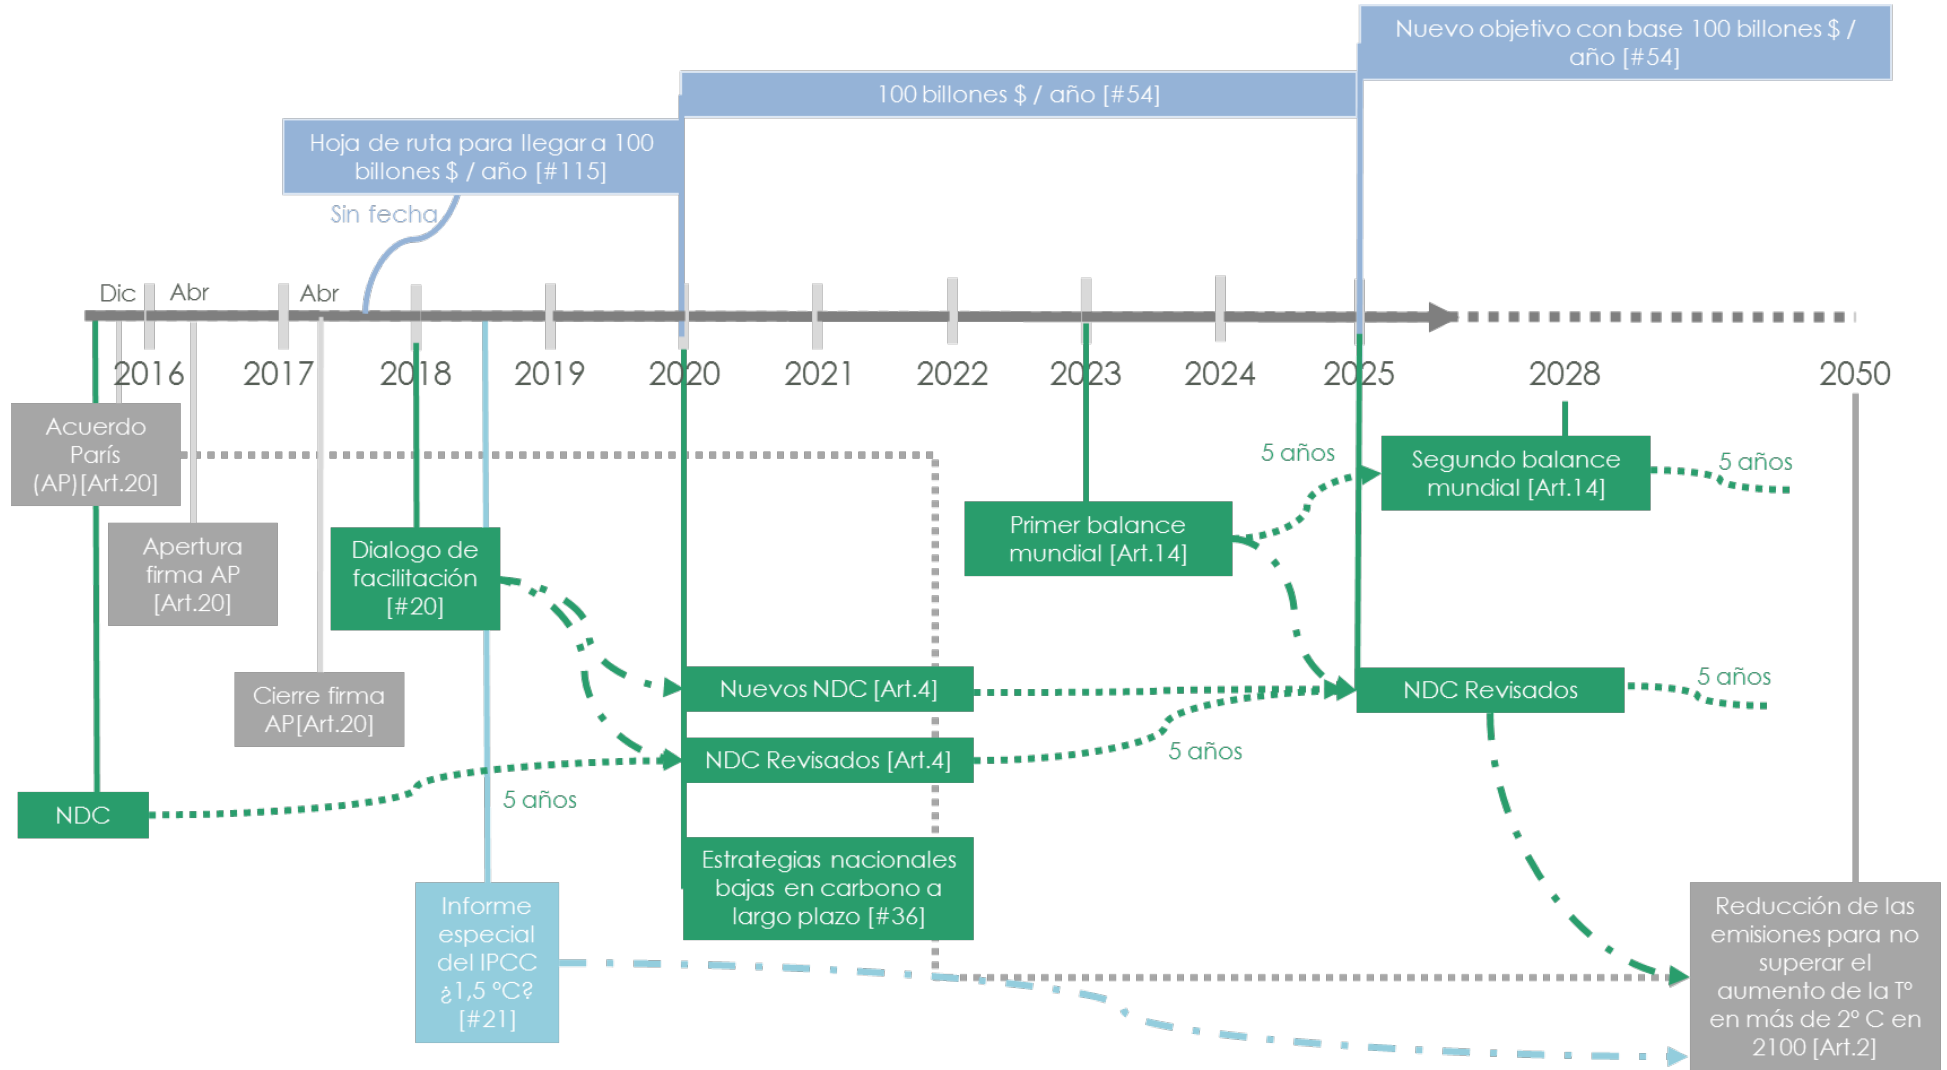 Nuevo objetivo con base 100 billones $ /
año [#54]
100 billones $ / año [#54]
Hoja de ruta para llegar a 100
billones $ / año [#115]
Sin fecha
Dic
Abr
Abr
2016
2017
2018
2019
2020
2021
2022
2023
2024
2025
2028
2050
Acuerdo
París
(AP)[Art.20]
Apertura
firma AP
[Art.20]
Cierre firma
AP[Art.20]
NDC
Dialogo de
facilitación
[#20]
5 años
Informe
especial
del IPCC
¿1,5 ºC?
[#21]
Nuevos NDC [Art.4]
NDC Revisados [Art.4]
Estrategias nacionales
bajas en carbono a
largo plazo [#36]
Primer balance
mundial [Art.14]
5 años
5 años
Segundo balance
mundial [Art.14]
5 años
NDC Revisados
5 años
Reducción de las
emisiones para no
superar el
aumento de la Tº
en más de 2º C en
2100 [Art.2]